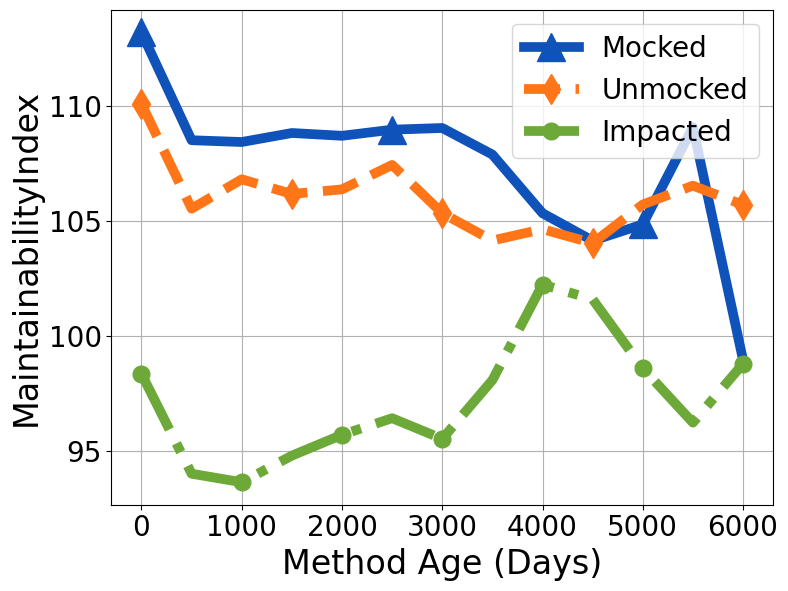 Mocked
Unmocked
Impacted
MaintainabilityIndex
110
105
100
95
0 1000 2000 3000 4000 5000 6000
Method Age (Days)